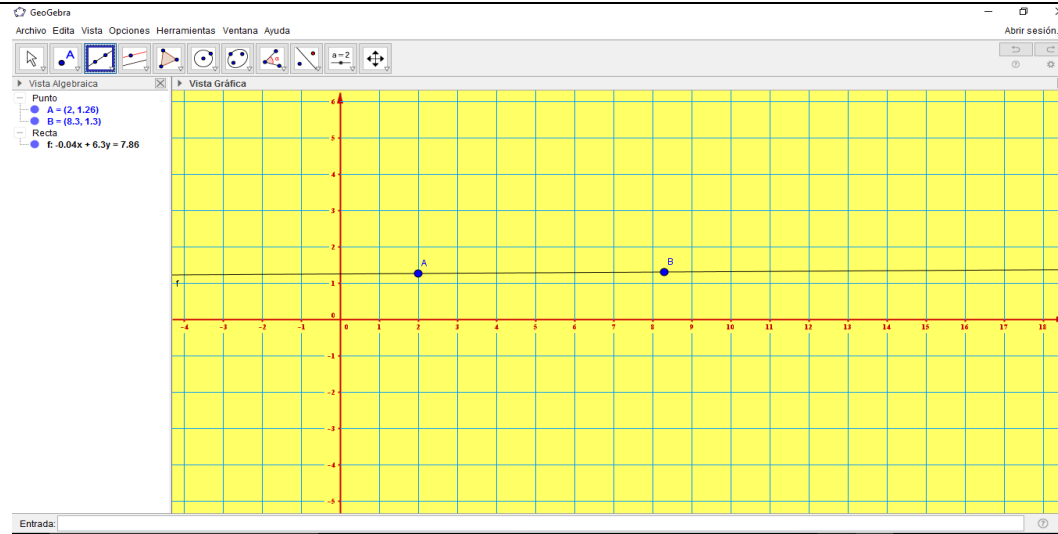 GeoGebra
Archivo Edita Vista Opciones Herramientas Ventana Ayuda
Abrir sesión.
A
a=2
Vista Algebraica
Vista Gráfica
Punto
A = (2, 1.26)
B = (8.3, 1.3)
Recta
f: -0.04x + 6.3y = 7.86
6
5
4
3
2
A
B
f
1
0
-4 -3 -2 -1 0 1 2 3 4 5 6 7 8 9 10 11 12 13 14 15 16 17 18
-1
-2
-3
-4
-5
Entrada: